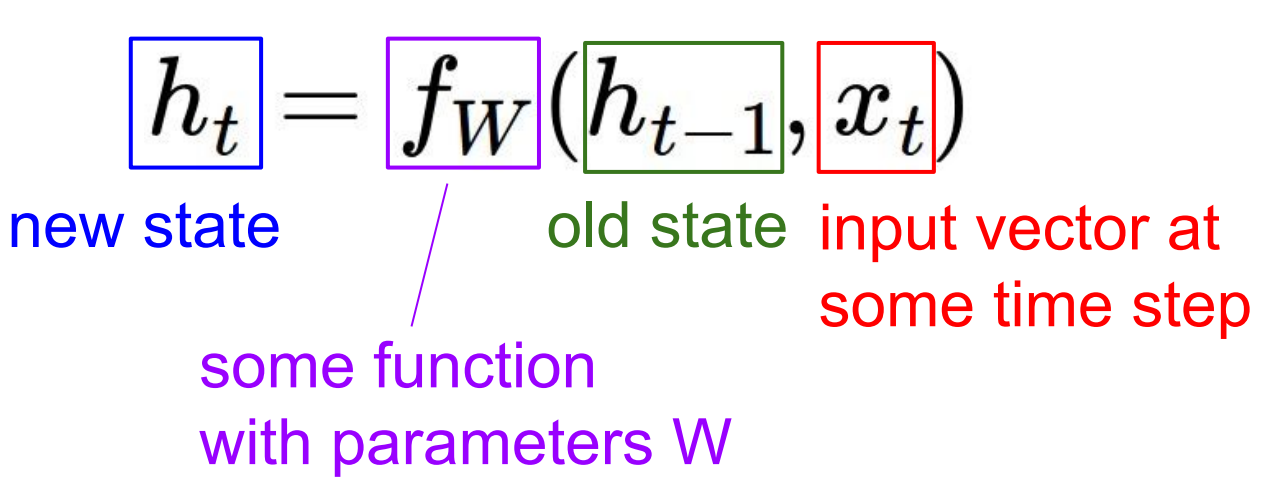 h_t = f_W(h_{t-1}, x_t)
new state
old state
input vector at
some time step
some function
with parameters W